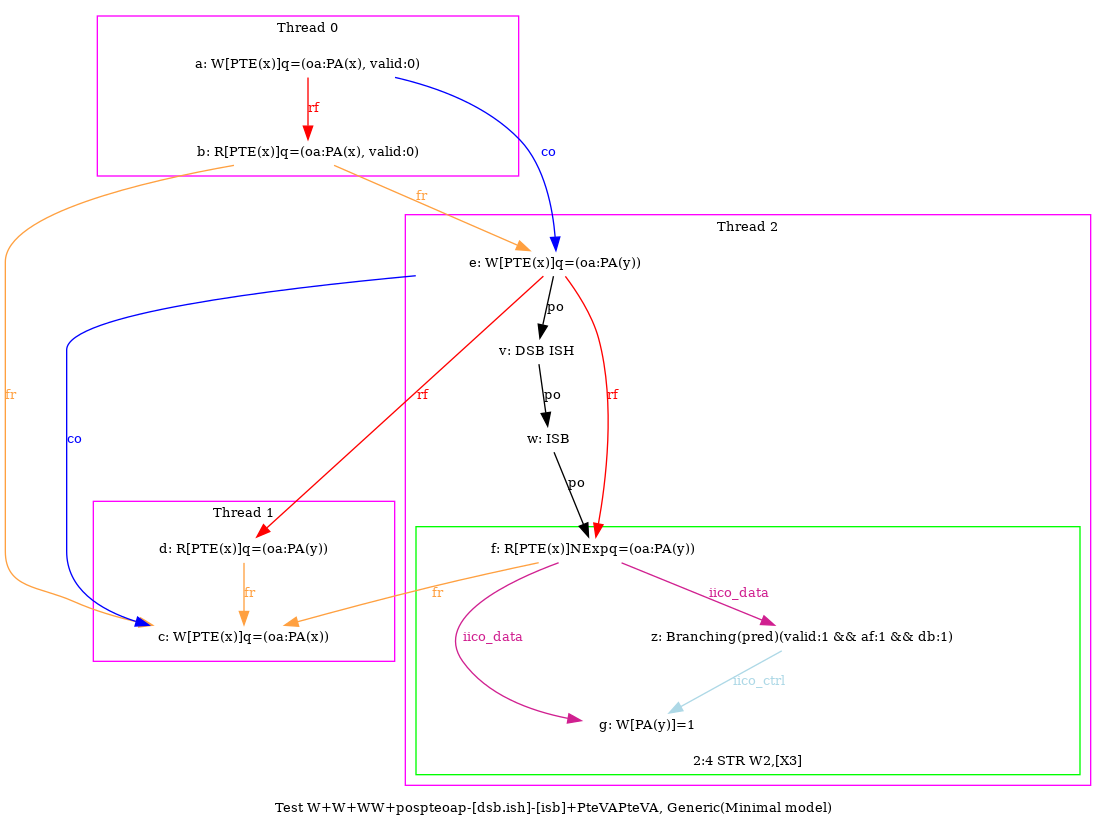 Thread 0
a: W[PTE(x)]q=(oa:PA(x), valid:0)
rf
co
b: R[PTE(x)]q=(oa:PA(x), valid:0)
fr
Thread 2
e: W[PTE(x)]q=(oa:PA(y))
po
v: DSB ISH
fr
rf
po
rf
co
w: ISB
po
Thread 1
d: R[PTE(x)]q=(oa:PA(y))
f: R[PTE(x)]NExpq=(oa:PA(y))
fr
fr
iico_data
c: W[PTE(x)]q=(oa:PA(x))
iico_data
z: Branching(pred)(valid:1 && af:1 && db:1)
iico_ctrl
g: W[PA(y)]=1
2:4 STR W2,[X3]
Test W+W+WW+pospteoap-[dsb.ish]-[isb]+PteVAPteVA, Generic(Minimal model)